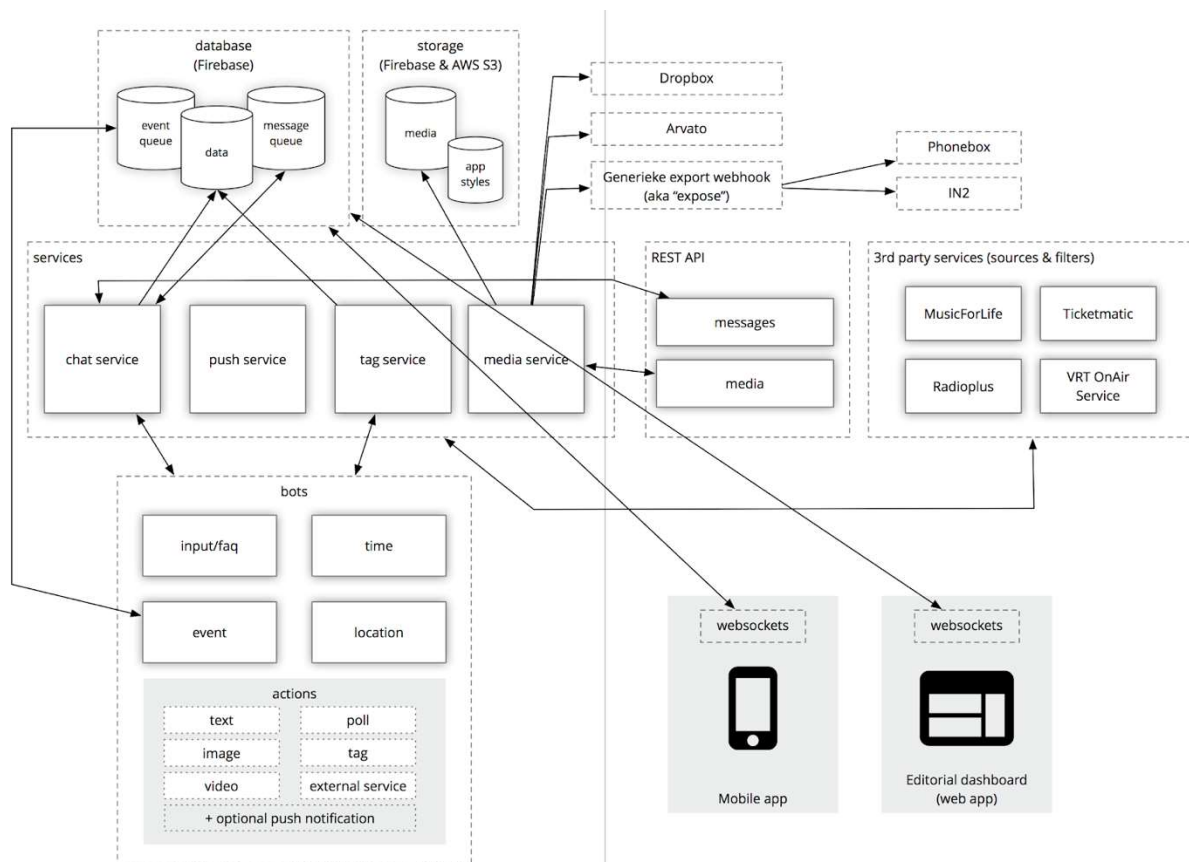 database
(Firebase)
event
queue
data
message
queue
storage
(Firebase & AWS S3)
media
app
styles
Dropbox
Arvato
Generieke export webhook
(aka “expose”)
Phonebox
IN2
services
chat service
push service
tag service
media service
REST API
messages
media
3rd party services (sources & filters)
MusicForLife
Ticketmatic
Radioplus
VRT OnAir
Service
bots
input/faq
time
event
location
actions
text
poll
image
tag
video
external service
+ optional push notification
websockets
Mobile app
websockets
Editorial dashboard
(web app)